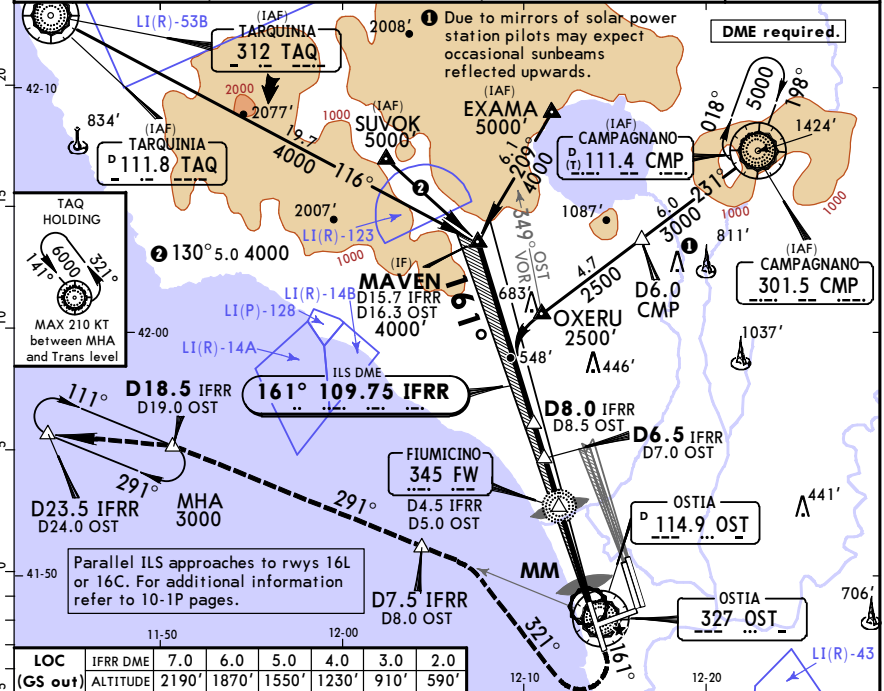 LI(R)-53B
(IAF)
TARQUINIA
312 TAQ
2008'
❶ Due to mirrors of solar power
station pilots may expect
occasional sunbeams
reflected upwards.
DME required.
20
42-10
834'
(IAF)
TARQUINIA
D 111.8 TAQ
2000
2077'
1000
19.7
4000
116°
(IAF)
SUVOK
5000'
❷
(IAF)
EXAMA
5000'
6.1
209°
4000
(IAF)
CAMPAGNANO
D
(T) 111.4 CMP
018°
5000
198°
1424'
231°
6.0
3000
1000
1000
15
TAQ
HOLDING
6000
141°
321°
MAX 210 KT
between MHA
and Trans level
2007'
LI(R)-123
1000
❷ 130° 5.0 4000
(IF)
MAVEN
D15.7 IFRR
D16.3 OST
4000'
161°
349° OST
VOR
1087'
❶
811'
4.7
2500
D6.0
CMP
(IAF)
CAMPAGNANO
301.5 CMP
683'
OXERU
2500'
LI(R)-14B
LI(P)-128
LI(R)-14A
42-00
548'
446'
1037'
ILS DME
161° 109.75 IFRR
111°
D18.5 IFRR
D19.0 OST
D8.0 IFRR
D8.5 OST
D6.5 IFRR
D7.0 OST
FIUMICINO
345 FW
D4.5 IFRR
D5.0 OST
291°
MHA
3000
291°
D23.5 IFRR
D24.0 OST
OSTIA
D 114.9 OST
441'
41-50
Parallel ILS approaches to rwys 16L
or 16C. For additional information
refer to 10-1P pages.
MM
D7.5 IFRR
D8.0 OST
321°
161°
OSTIA
327 OST
706'
11-50
12-00
12-10
12-20
LI(R)-43
LOC IFRR DME 7.0 6.0 5.0 4.0 3.0 2.0
(GS out) ALTITUDE 2190' 1870' 1550' 1230' 910' 590'